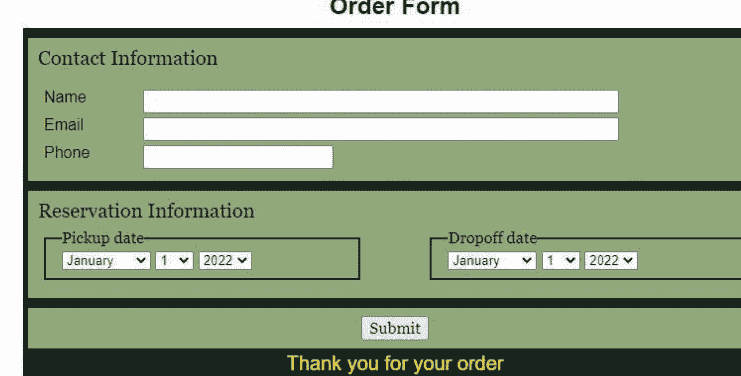 Order Form
Contact Information
Name
Email
Phone
Reservation Information
Pickup date
January 1 2022
Dropoff date
January 1 2022
Submit
Thank you for your order